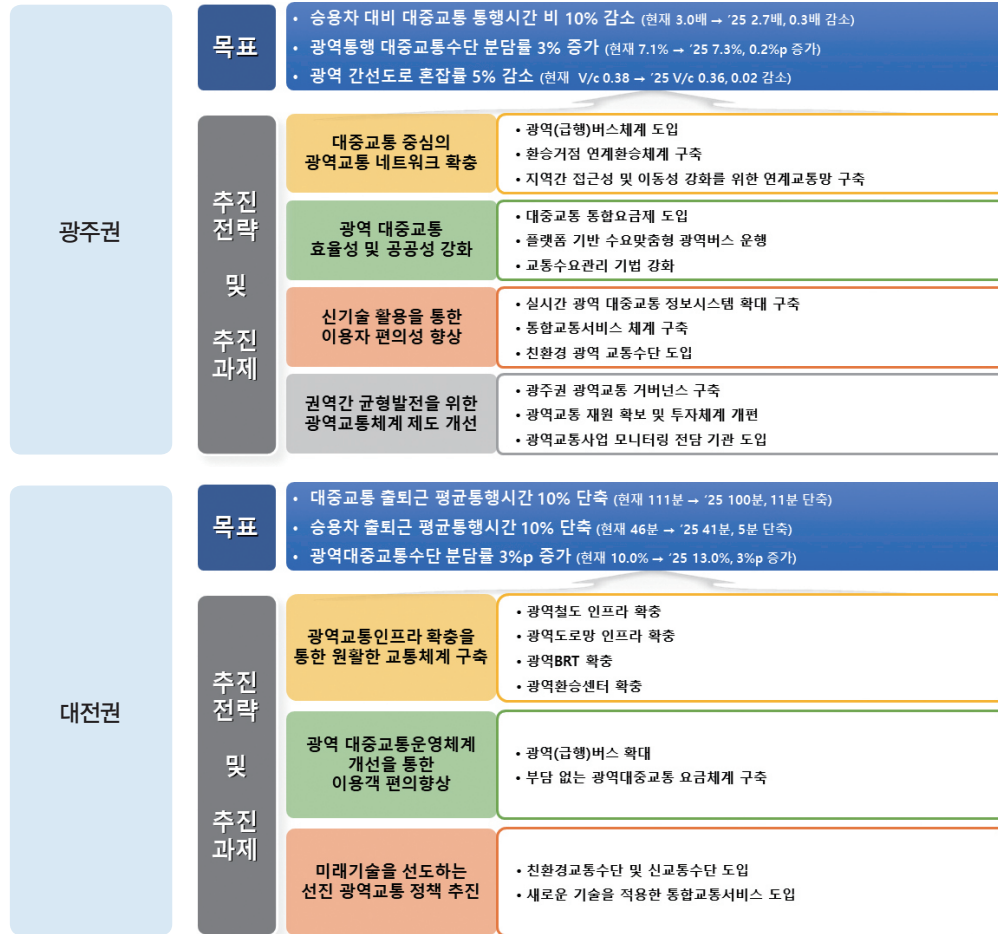 광주권
목표
• 승용차 대비 대중교통 통행시간 비 10% 감소 (현재 3.0배 → ‘25 2.7배, 0.3배 감소)
• 광역통행 대중교통수단 분담률 3% 증가 (현재 7.1% → ‘25 7.3%, 0.2%p 증가)
• 광역 간선도로 혼잡률 5% 감소 (현재 V/c 0.38 → ‘25 V/c 0.36, 0.02 감소)
추진
전략
및
추진
과제
대중교통 중심의
광역교통 네트워크 확충
• 광역(급행)버스체계 도입
• 환승거점 연계환승체계 구축
• 지역간 접근성 및 이동성 강화를 위한 연계교통망 구축
광역 대중교통
효율성 및 공공성 강화
• 대중교통 통합요금제 도입
• 플랫폼 기반 수요맞춤형 광역버스 운행
• 교통수요관리 기법 강화
신기술 활용을 통한
이용자 편의성 향상
• 실시간 광역 대중교통 정보시스템 확대 구축
• 통합교통서비스 체계 구축
• 친환경 광역 교통수단 도입
권역간 균형발전을 위한
광역교통체계 제도 개선
• 광주권 광역교통 거버넌스 구축
• 광역교통 재원 확보 및 투자체계 개편
• 광역교통사업 모니터링 전담 기관 도입
대전권
목표
• 대중교통 출퇴근 평균통행시간 10% 단축 (현재 111분 → ‘25 100분, 11분 단축)
• 승용차 출퇴근 평균통행시간 10% 단축 (현재 46분 → ‘25 41분, 5분 단축)
• 광역대중교통수단 분담률 3%p 증가 (현재 10.0% → ‘25 13.0%, 3%p 증가)
추진
전략
및
추진
과제
광역교통인프라 확충을
통한 원활한 교통체계 구축
• 광역철도 인프라 확충
• 광역도로망 인프라 확충
• 광역BRT 확충
• 광역환승센터 확충
광역 대중교통운영체계
개선을 통한
이용객 편의향상
• 광역(급행)버스 확대
• 부담 없는 광역대중교통 요금체계 구축
미래기술을 선도하는
선진 광역교통 정책 추진
• 친환경교통수단 및 신교통수단 도입
• 새로운 기술을 적용한 통합교통서비스 도입